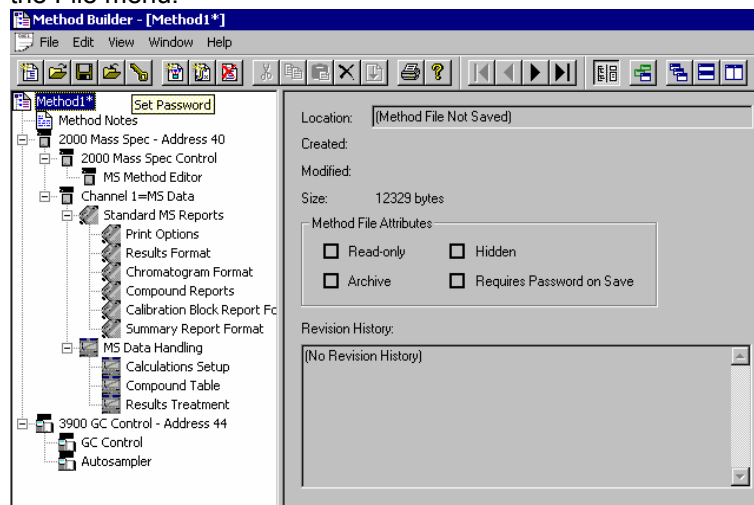 the File menu.
Method Builder - [Method1*]
File Edit View Window Help
Method1*
Set Password
Method Notes
2000 Mass Spec - Address 40
2000 Mass Spec Control
MS Method Editor
Channel 1=MS Data
Standard MS Reports
Print Options
Results Format
Chromatogram Format
Compound Reports
Calibration Block Report Fc
Summary Report Format
MS Data Handling
Calculations Setup
Compound Table
Results Treatment
3900 GC Control - Address 44
GC Control
Autosampler
Location: (Method File Not Saved)
Created:
Modified:
Size: 12329 bytes
Method File Attributes
Read-only Hidden
Archive Requires Password on Save
Revision History:
(No Revision History)